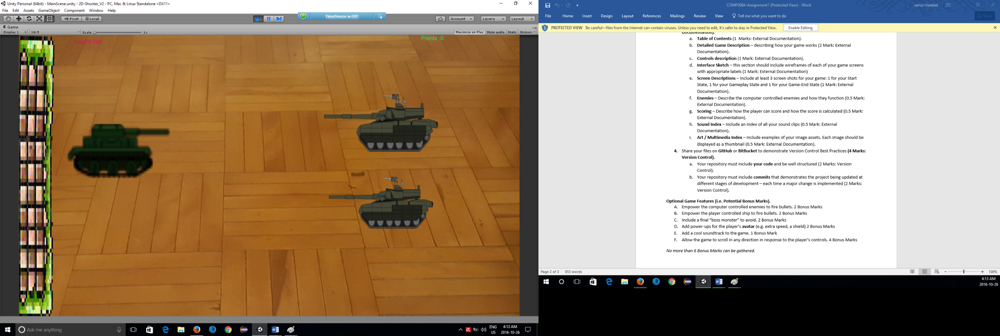 Unity Personal (64bit) - MainScene.unity - 2D-Shooter_V2 - PC, Mac & Linux Standalone <DX11>
File Edit Assets GameObject Component Window Help
Pivot Local
TimeFreeze is OFF
Account Layers Layout
Game
Display 1 16:9 Scale 1x
Maximize on Play Mute audio Stats Gizmos
Health:100
Points :0
Ask me anything
ENG
US
4:13 AM
2016-10-26
COMP3064-Assignment1 (Protected View) - Word
ramzi Haddad
File Home Insert Design Layout References Mailings Review View Tell me what you want to do
Share
PROTECTED VIEW Be careful—files from the Internet can contain viruses. Unless you need to edit, it's safer to stay in Protected View. Enable Editing
Documentation).
a. Table of Contents (1 Marks: External Documentation).
b. Detailed Game Description – describing how your game works (2 Mark: External
Documentation).
c. Controls description (1 Mark: External Documentation).
d. Interface Sketch – this section should include wireframes of each of your game screens
with appropriate labels (1 Mark: External Documentation)
e. Screen Descriptions – Include at least 3 screen shots for your game: 1 for your Start
State, 1 for your Gameplay State and 1 for your Game-End State (1 Mark: External
Documentation).
f. Enemies – Describe the computer controlled enemies and how they function (0.5 Mark:
External Documentation).
g. Scoring – Describe how the player can score and how the score is calculated (0.5 Mark:
External Documentation).
h. Sound Index – Include an index of all your sound clips (0.5 Mark: External
Documentation).
i. Art / Multimedia Index – Include examples of your image assets. Each image should be
displayed as a thumbnail (0.5 Mark: External Documentation).
4. Share your files on GitHub or BitBucket to demonstrate Version Control Best Practices (4 Marks:
Version Control).
a. Your repository must include your code and be well structured (2 Marks: Version
Control).
b. Your repository must include commits that demonstrates the project being updated at
different stages of development – each time a major change is implemented (2 Marks:
Version Control).
Optional Game Features (i.e. Potential Bonus Marks).
A. Empower the computer controlled enemies to fire bullets. 2 Bonus Marks
B. Empower the player controlled ship to fire bullets. 2 Bonus Marks
C. Include a final "boss monster" to avoid. 2 Bonus Marks
D. Add power-ups for the player's avatar (e.g. extra speed, a shield) 2 Bonus Marks
E. Add a cool soundtrack to the game. 1 Bonus Mark
F. Allow the game to scroll in any direction in response to the player's controls. 4 Bonus Marks
No more than 6 Bonus Marks can be gathered.
Page 2 of 3 853 words
100%
4:13 AM
2016-10-26